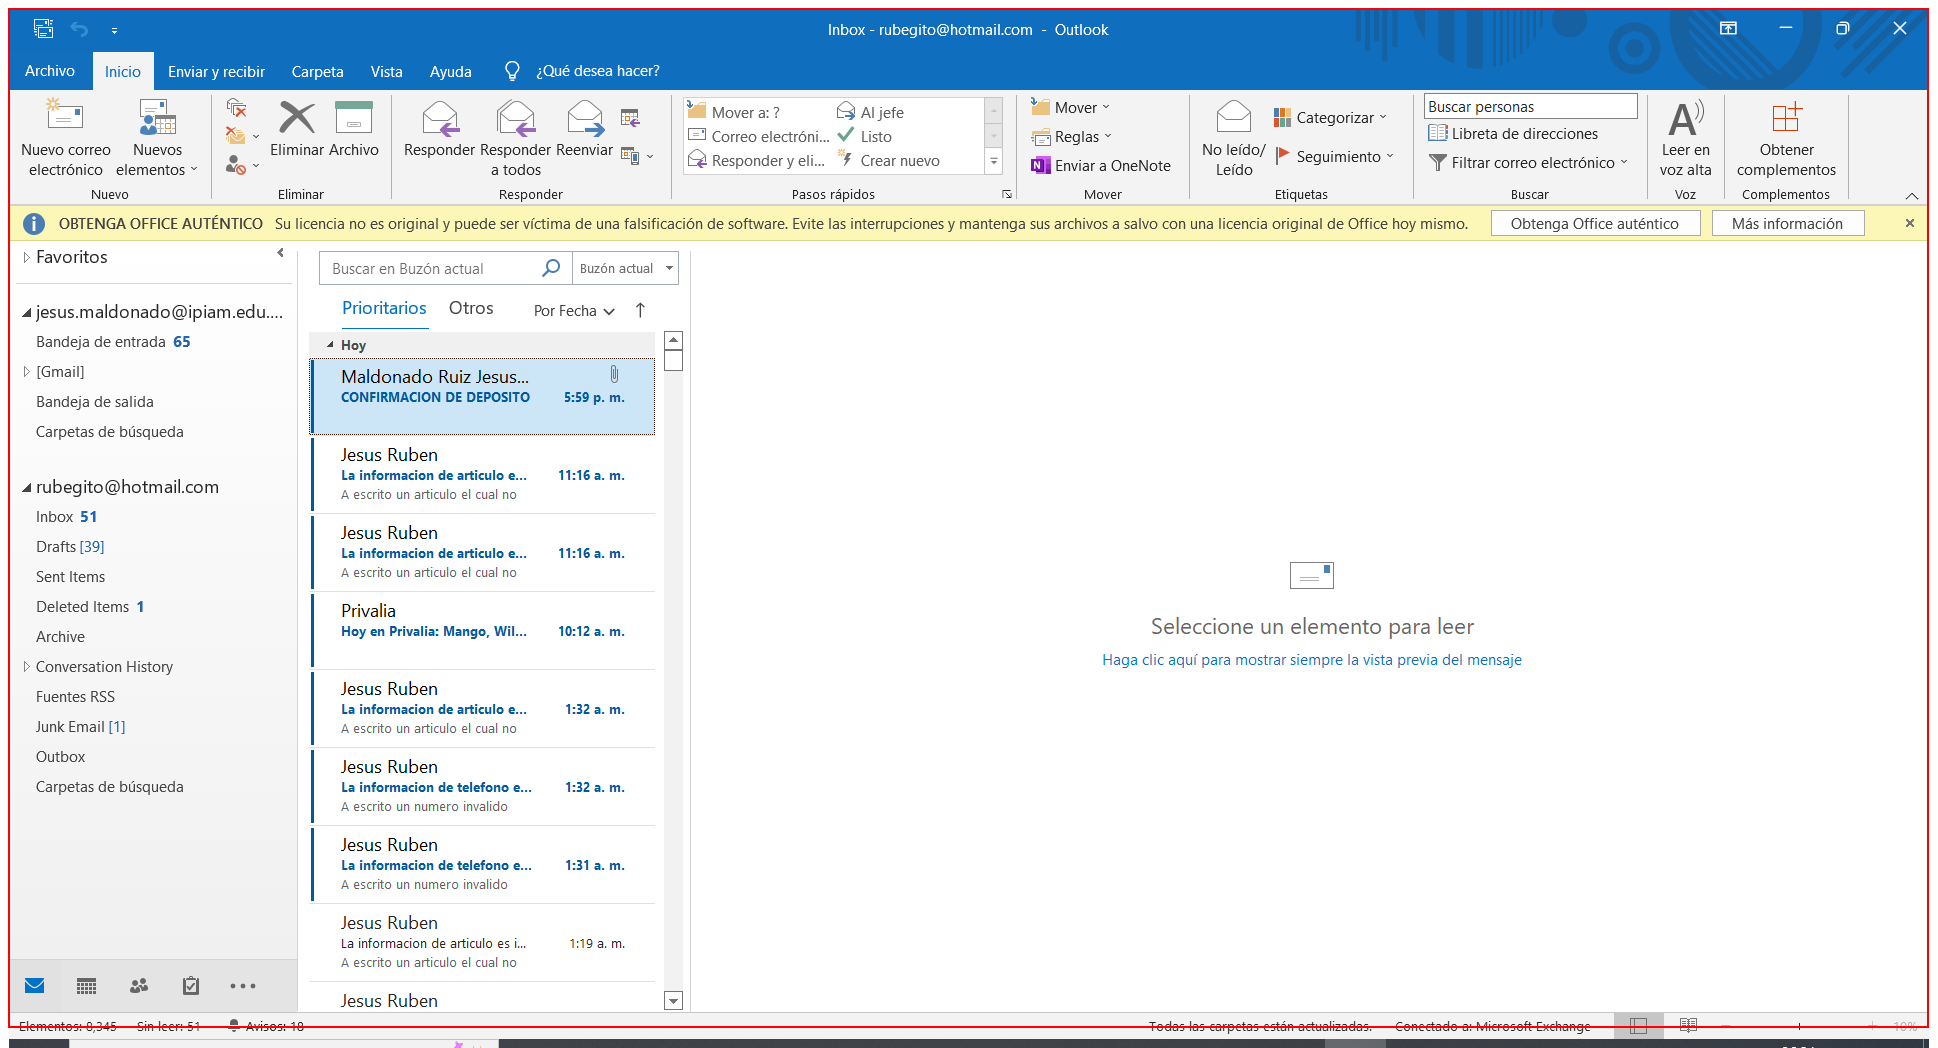 Inbox - rubegito@hotmail.com - Outlook
Archivo Inicio Enviar y recibir Carpeta Vista Ayuda ¿Qué desea hacer?
Nuevo correo electrónico
Nuevos elementos
Nuevo
Eliminar Archivo
Eliminar
Responder
Responder a todos
Reenviar
Responder
Mover a: ?
Correo electróni...
Responder y eli...
Al jefe
Listo
Crear nuevo
Pasos rápidos
Mover
Reglas
Enviar a OneNote
Mover
No leído/ Leído
Categorizar
Seguimiento
Etiquetas
Buscar personas
Libreta de direcciones
Filtrar correo electrónico
Buscar
Leer en voz alta
Voz
Obtener complementos
Complementos
OBTENGA OFFICE AUTÉNTICO Su licencia no es original y puede ser víctima de una falsificación de software. Evite las interrupciones y mantenga sus archivos a salvo con una licencia original de Office hoy mismo. Obtenga Office auténtico Más información
Favoritos
jesus.maldonado@ipiam.edu....
Bandeja de entrada 65
[Gmail]
Bandeja de salida
Carpetas de búsqueda
rubegito@hotmail.com
Inbox 51
Drafts [39]
Sent Items
Deleted Items 1
Archive
Conversation History
Fuentes RSS
Junk Email [1]
Outbox
Carpetas de búsqueda
Buscar en Buzón actual Buzón actual
Prioritarios Otros Por Fecha
Hoy
Maldonado Ruiz Jesus...
CONFIRMACION DE DEPOSITO 5:59 p. m.
Jesus Ruben
La informacion de articulo e... 11:16 a. m.
A escrito un articulo el cual no
Jesus Ruben
La informacion de articulo e... 11:16 a. m.
A escrito un articulo el cual no
Privalia
Hoy en Privalia: Mango, Wil... 10:12 a. m.
Jesus Ruben
La informacion de articulo e... 1:32 a. m.
A escrito un articulo el cual no
Jesus Ruben
La informacion de telefono e... 1:32 a. m.
A escrito un numero invalido
Jesus Ruben
La informacion de telefono e... 1:31 a. m.
A escrito un numero invalido
Jesus Ruben
La informacion de articulo es i... 1:19 a. m.
A escrito un articulo el cual no
Jesus Ruben
Seleccione un elemento para leer
Haga clic aquí para mostrar siempre la vista previa del mensaje
Elementos: 8,345 Sin leer: 51 Avisos: 18 Todas las carpetas están actualizadas. Conectado a: Microsoft Exchange 10%